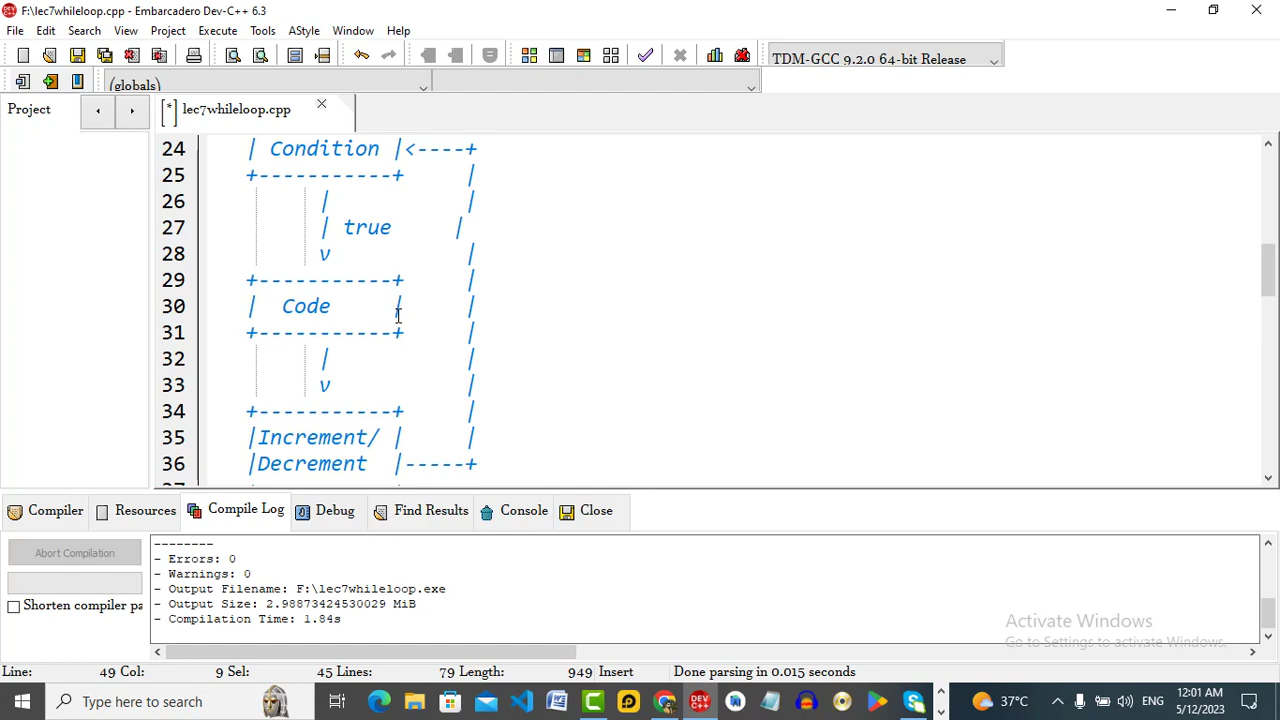 F:\lec7whileloop.cpp - Embarcadero Dev-C++ 6.3
File Edit Search View Project Execute Tools AStyle Window Help
TDM-GCC 9.2.0 64-bit Release
(globals)
Project
[*] lec7whileloop.cpp
24 | Condition |<----+
25 +-----------+ |
26 | |
27 | true |
28 v |
29 +-----------+ |
30 | Code | |
31 +-----------+ |
32 | |
33 v |
34 +-----------+ |
35 |Increment/ | |
36 |Decrement |-----+
Compiler Resources Compile Log Debug Find Results Console Close
Abort Compilation
Shorten compiler pa
--------
- Errors: 0
- Warnings: 0
- Output Filename: F:\lec7whileloop.exe
- Output Size: 2.98873424530029 MiB
- Compilation Time: 1.84s
Activate Windows
Go to Settings to activate Windows.
Line: 49 Col: 9 Sel: 45 Lines: 79 Length: 949 Insert Done parsing in 0.015 seconds
Type here to search
37°C
ENG
12:01 AM
5/12/2023